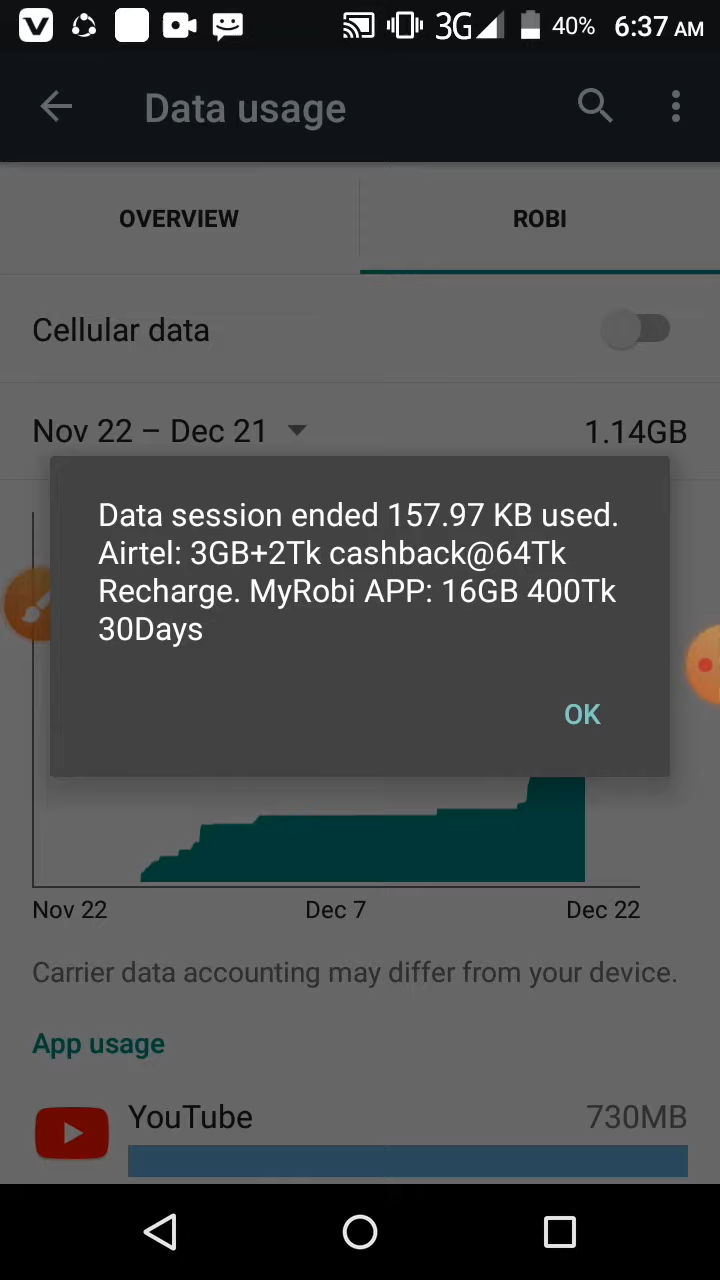 3G 40% 6:37 AM
Data usage
OVERVIEW ROBI
Cellular data
Nov 22 – Dec 21 1.14GB
Data session ended 157.97 KB used.
Airtel: 3GB+2Tk cashback@64Tk
Recharge. MyRobi APP: 16GB 400Tk
30Days
OK
Nov 22 Dec 7 Dec 22
Carrier data accounting may differ from your device.
App usage
YouTube 730MB